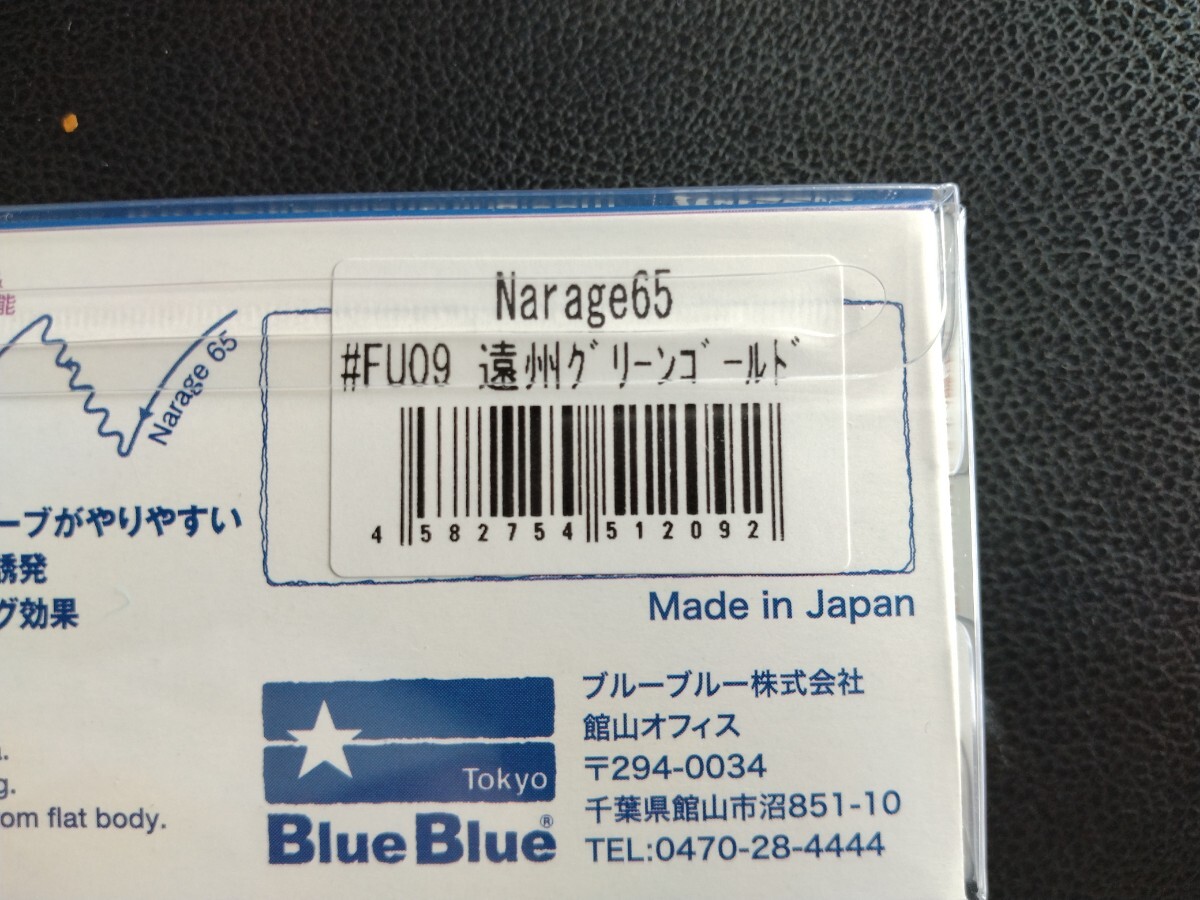 能
Narage65
#FU09 遠州ｸﾞﾘｰﾝｺﾞｰﾙﾄﾞ
4 582754 512092
Narage 65
ーブがやりやすい
誘発
グ効果
Made in Japan
Tokyo
BlueBlue®
ブルーブルー株式会社
館山オフィス
〒294-0034
千葉県館山市沼851-10
TEL:0470-28-4444
g.
om flat body.